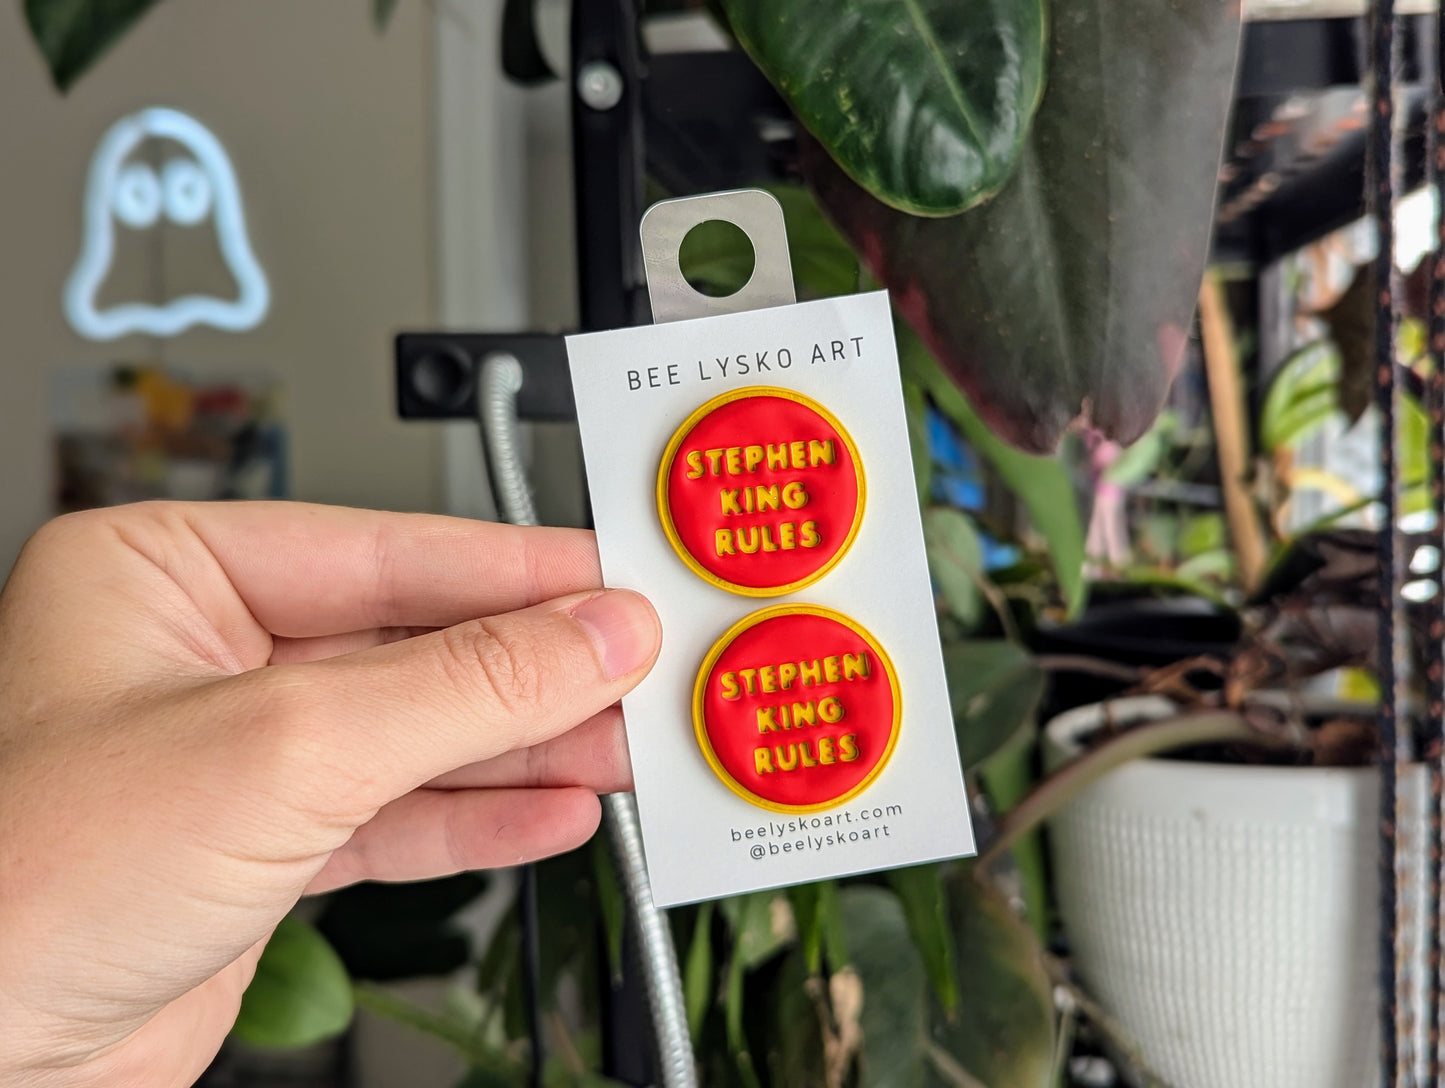 BEE LYSKO ART
STEPHEN
KING
RULES
STEPHEN
KING
RULES
beelyskoart.com
@beelyskoart